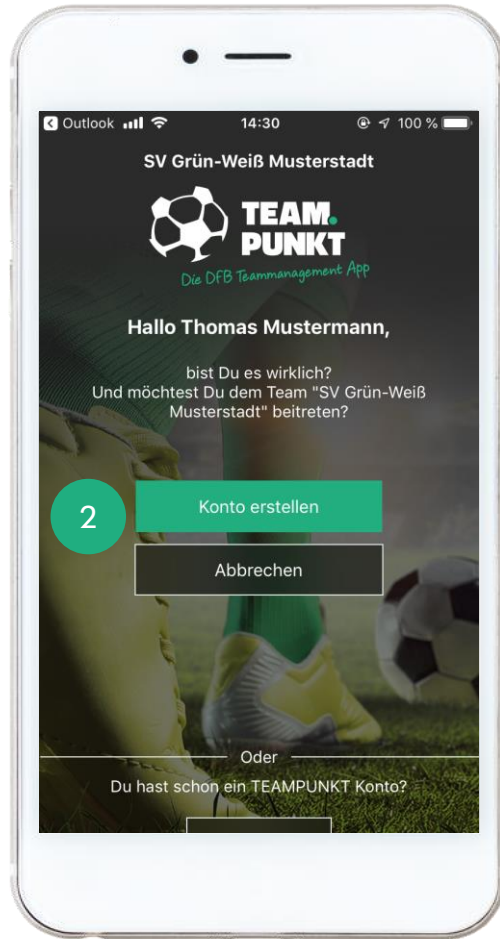 Outlook 14:30 100 %
SV Grün-Weiß Musterstadt
TEAM.
PUNKT
Die DFB Teammanagement App
Hallo Thomas Mustermann,
bist Du es wirklich?
Und möchtest Du dem Team "SV Grün-Weiß
Musterstadt" beitreten?
2
Konto erstellen
Abbrechen
Oder
Du hast schon ein TEAMPUNKT Konto?